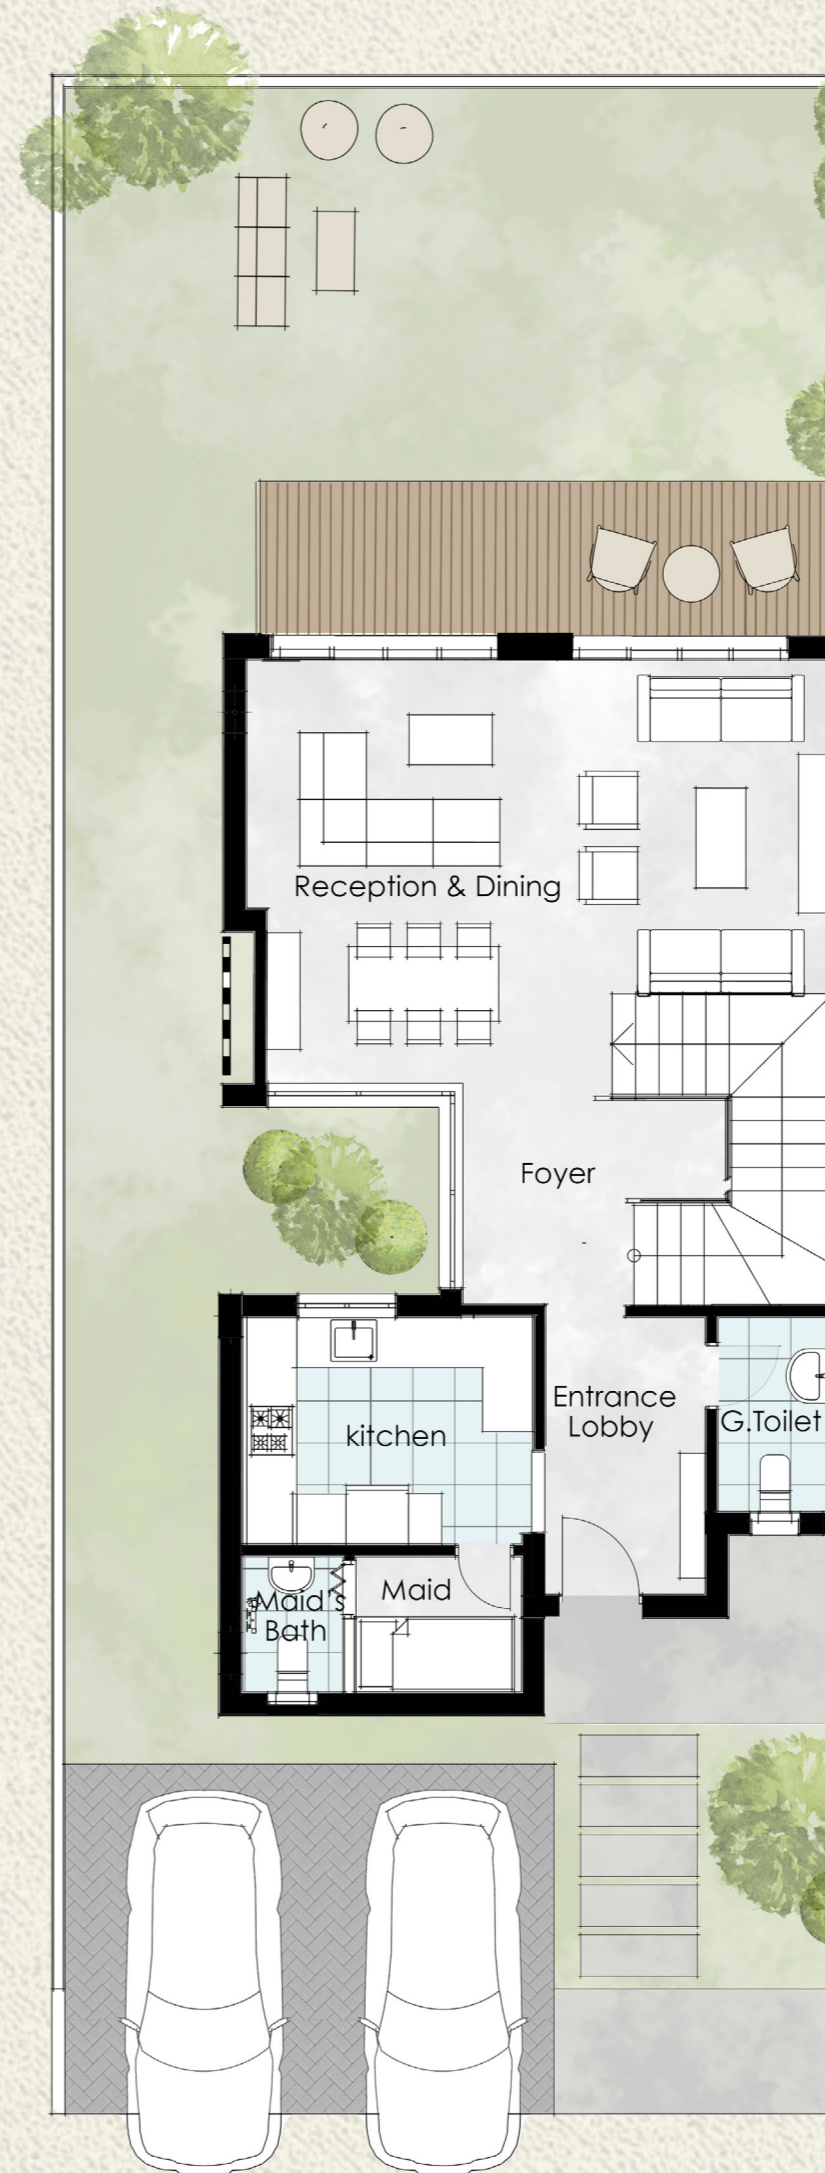 Reception & Dining
Foyer
Entrance
Lobby
G.Toilet
kitchen
Maid
Maid's
Bath